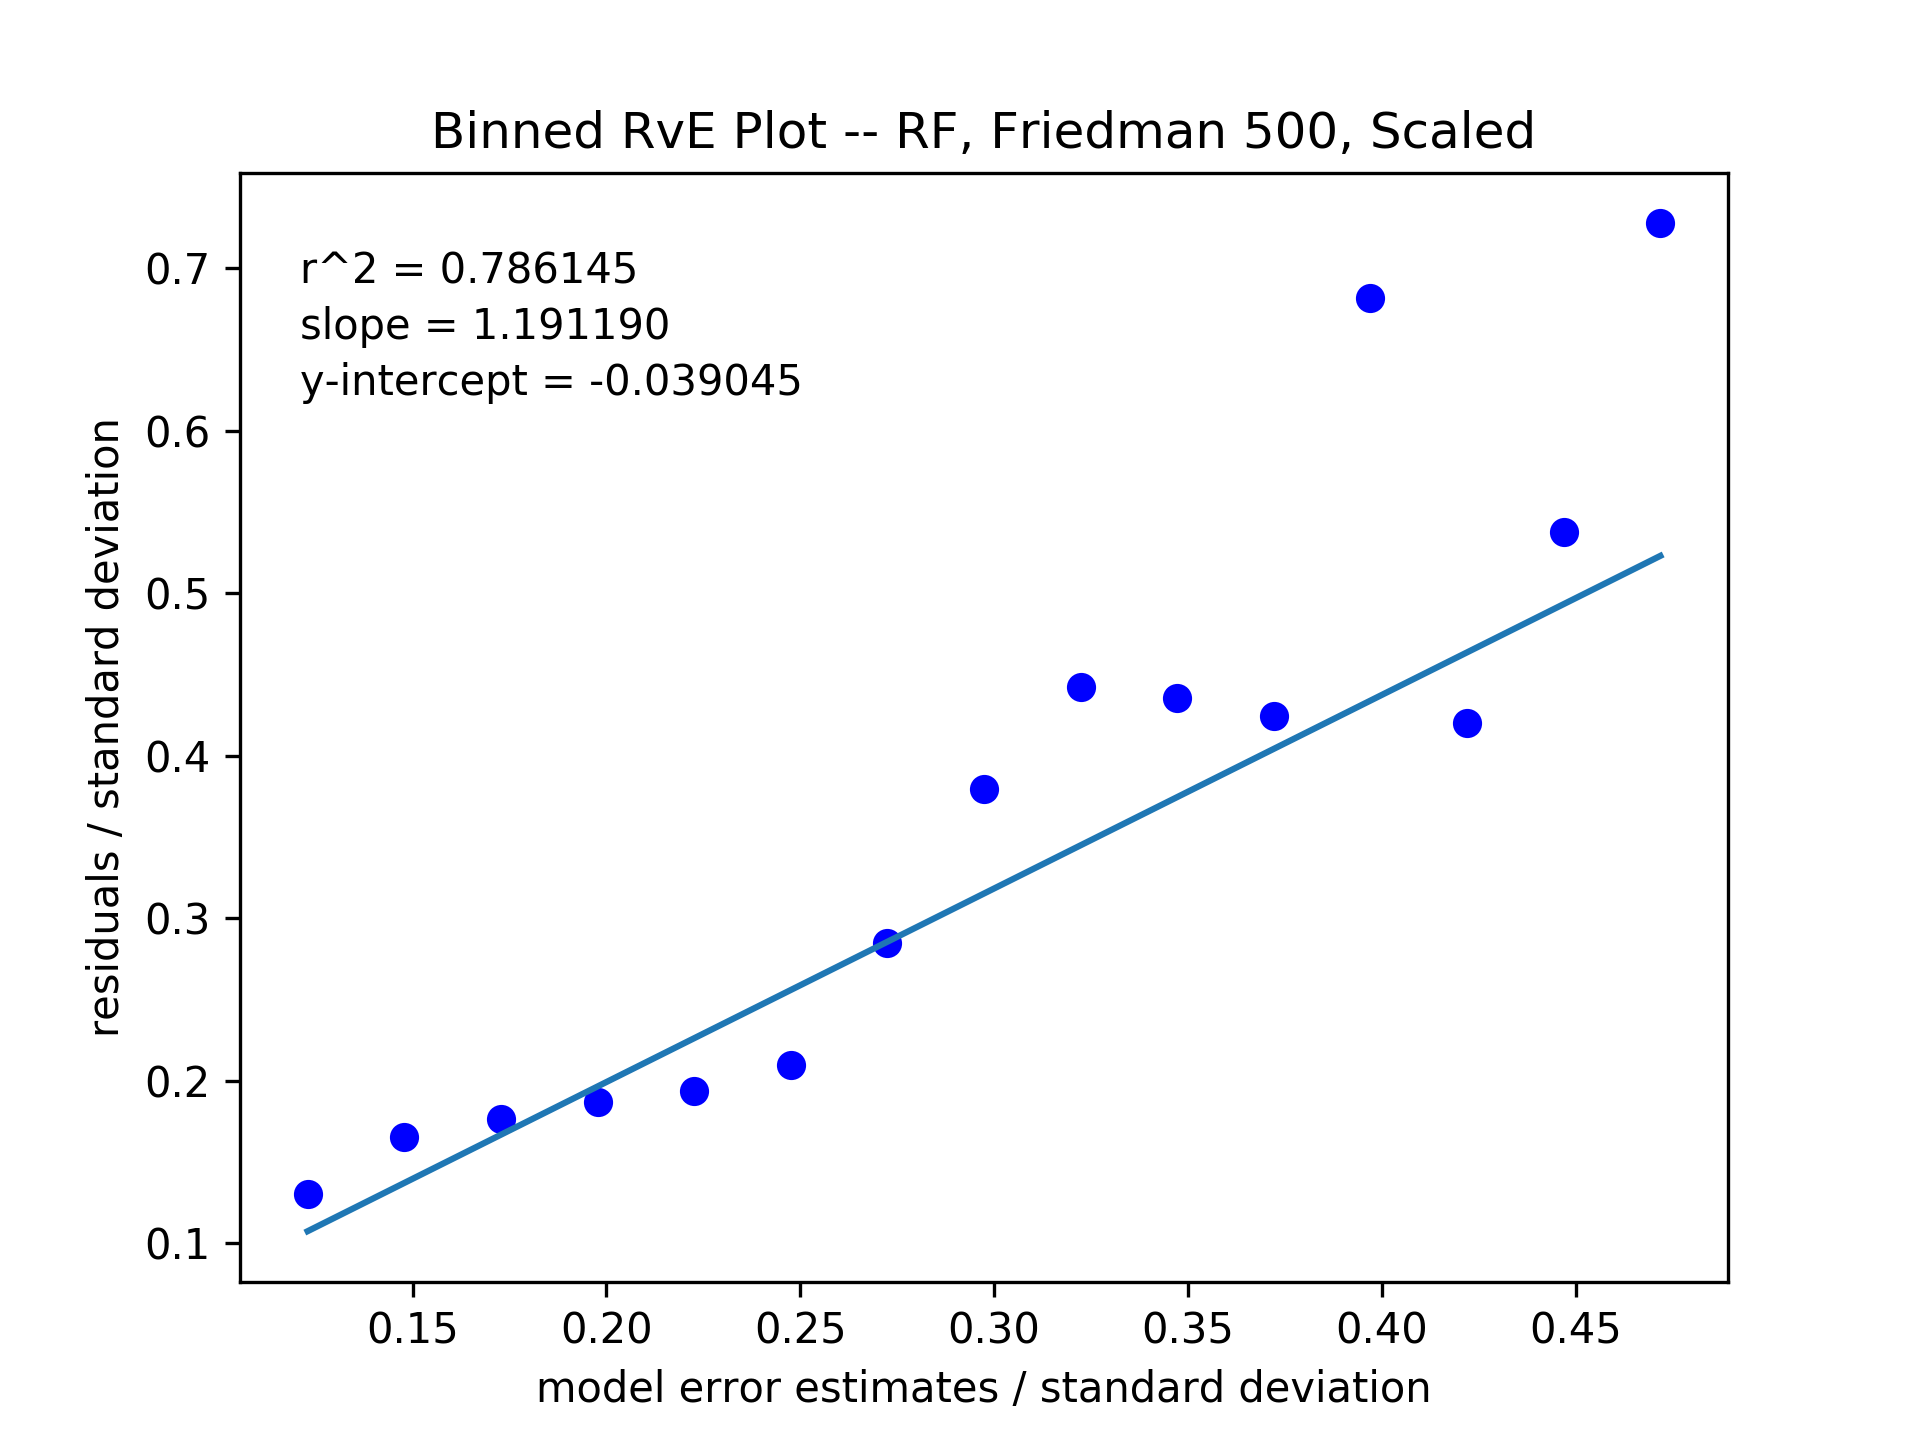 Binned RvE Plot -- RF, Friedman 500, Scaled
r^2 = 0.786145
slope = 1.191190
y-intercept = -0.039045
residuals / standard deviation
0.7
0.6
0.5
0.4
0.3
0.2
0.1
0.15 0.20 0.25 0.30 0.35 0.40 0.45
model error estimates / standard deviation